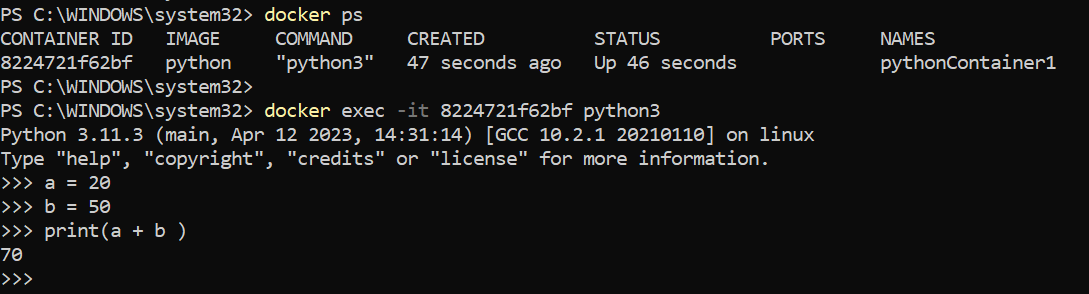 PS C:\WINDOWS\system32> docker ps
CONTAINER ID   IMAGE     COMMAND     CREATED          STATUS          PORTS     NAMES
8224721f62bf   python    "python3"   47 seconds ago   Up 46 seconds             pythonContainer1
PS C:\WINDOWS\system32>
PS C:\WINDOWS\system32> docker exec -it 8224721f62bf python3
Python 3.11.3 (main, Apr 12 2023, 14:31:14) [GCC 10.2.1 20210110] on linux
Type "help", "copyright", "credits" or "license" for more information.
>>> a = 20
>>> b = 50
>>> print(a + b )
70
>>>